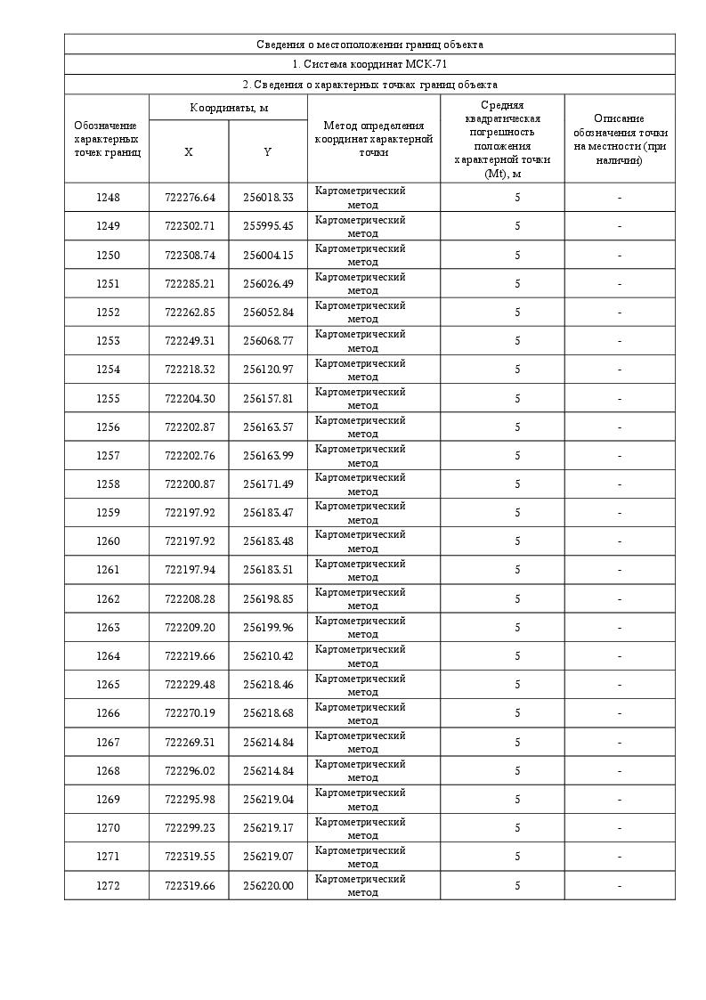 Сведения о местоположении границ объекта
1. Система координат МСК-71
2. Сведения о характерных точках границ объекта
Обозначение
характерных
точек границ
Координаты, м
X
Y
Метод определения
координат характерной
точки
Средняя
квадратическая
погрешность
положения
характерной точки
(Mt), м
Описание
обозначения точки
на местности (при
наличии)
1248 722276.64 256018.33 Картометрический
метод 5 -
1249 722302.71 255995.45 Картометрический
метод 5 -
1250 722308.74 256004.15 Картометрический
метод 5 -
1251 722285.21 256026.49 Картометрический
метод 5 -
1252 722262.85 256052.84 Картометрический
метод 5 -
1253 722249.31 256068.77 Картометрический
метод 5 -
1254 722218.32 256120.97 Картометрический
метод 5 -
1255 722204.30 256157.81 Картометрический
метод 5 -
1256 722202.87 256163.57 Картометрический
метод 5 -
1257 722202.76 256163.99 Картометрический
метод 5 -
1258 722200.87 256171.49 Картометрический
метод 5 -
1259 722197.92 256183.47 Картометрический
метод 5 -
1260 722197.92 256183.48 Картометрический
метод 5 -
1261 722197.94 256183.51 Картометрический
метод 5 -
1262 722208.28 256198.85 Картометрический
метод 5 -
1263 722209.20 256199.96 Картометрический
метод 5 -
1264 722219.66 256210.42 Картометрический
метод 5 -
1265 722229.48 256218.46 Картометрический
метод 5 -
1266 722270.19 256218.68 Картометрический
метод 5 -
1267 722269.31 256214.84 Картометрический
метод 5 -
1268 722296.02 256214.84 Картометрический
метод 5 -
1269 722295.98 256219.04 Картометрический
метод 5 -
1270 722299.23 256219.17 Картометрический
метод 5 -
1271 722319.55 256219.07 Картометрический
метод 5 -
1272 722319.66 256220.00 Картометрический
метод 5 -